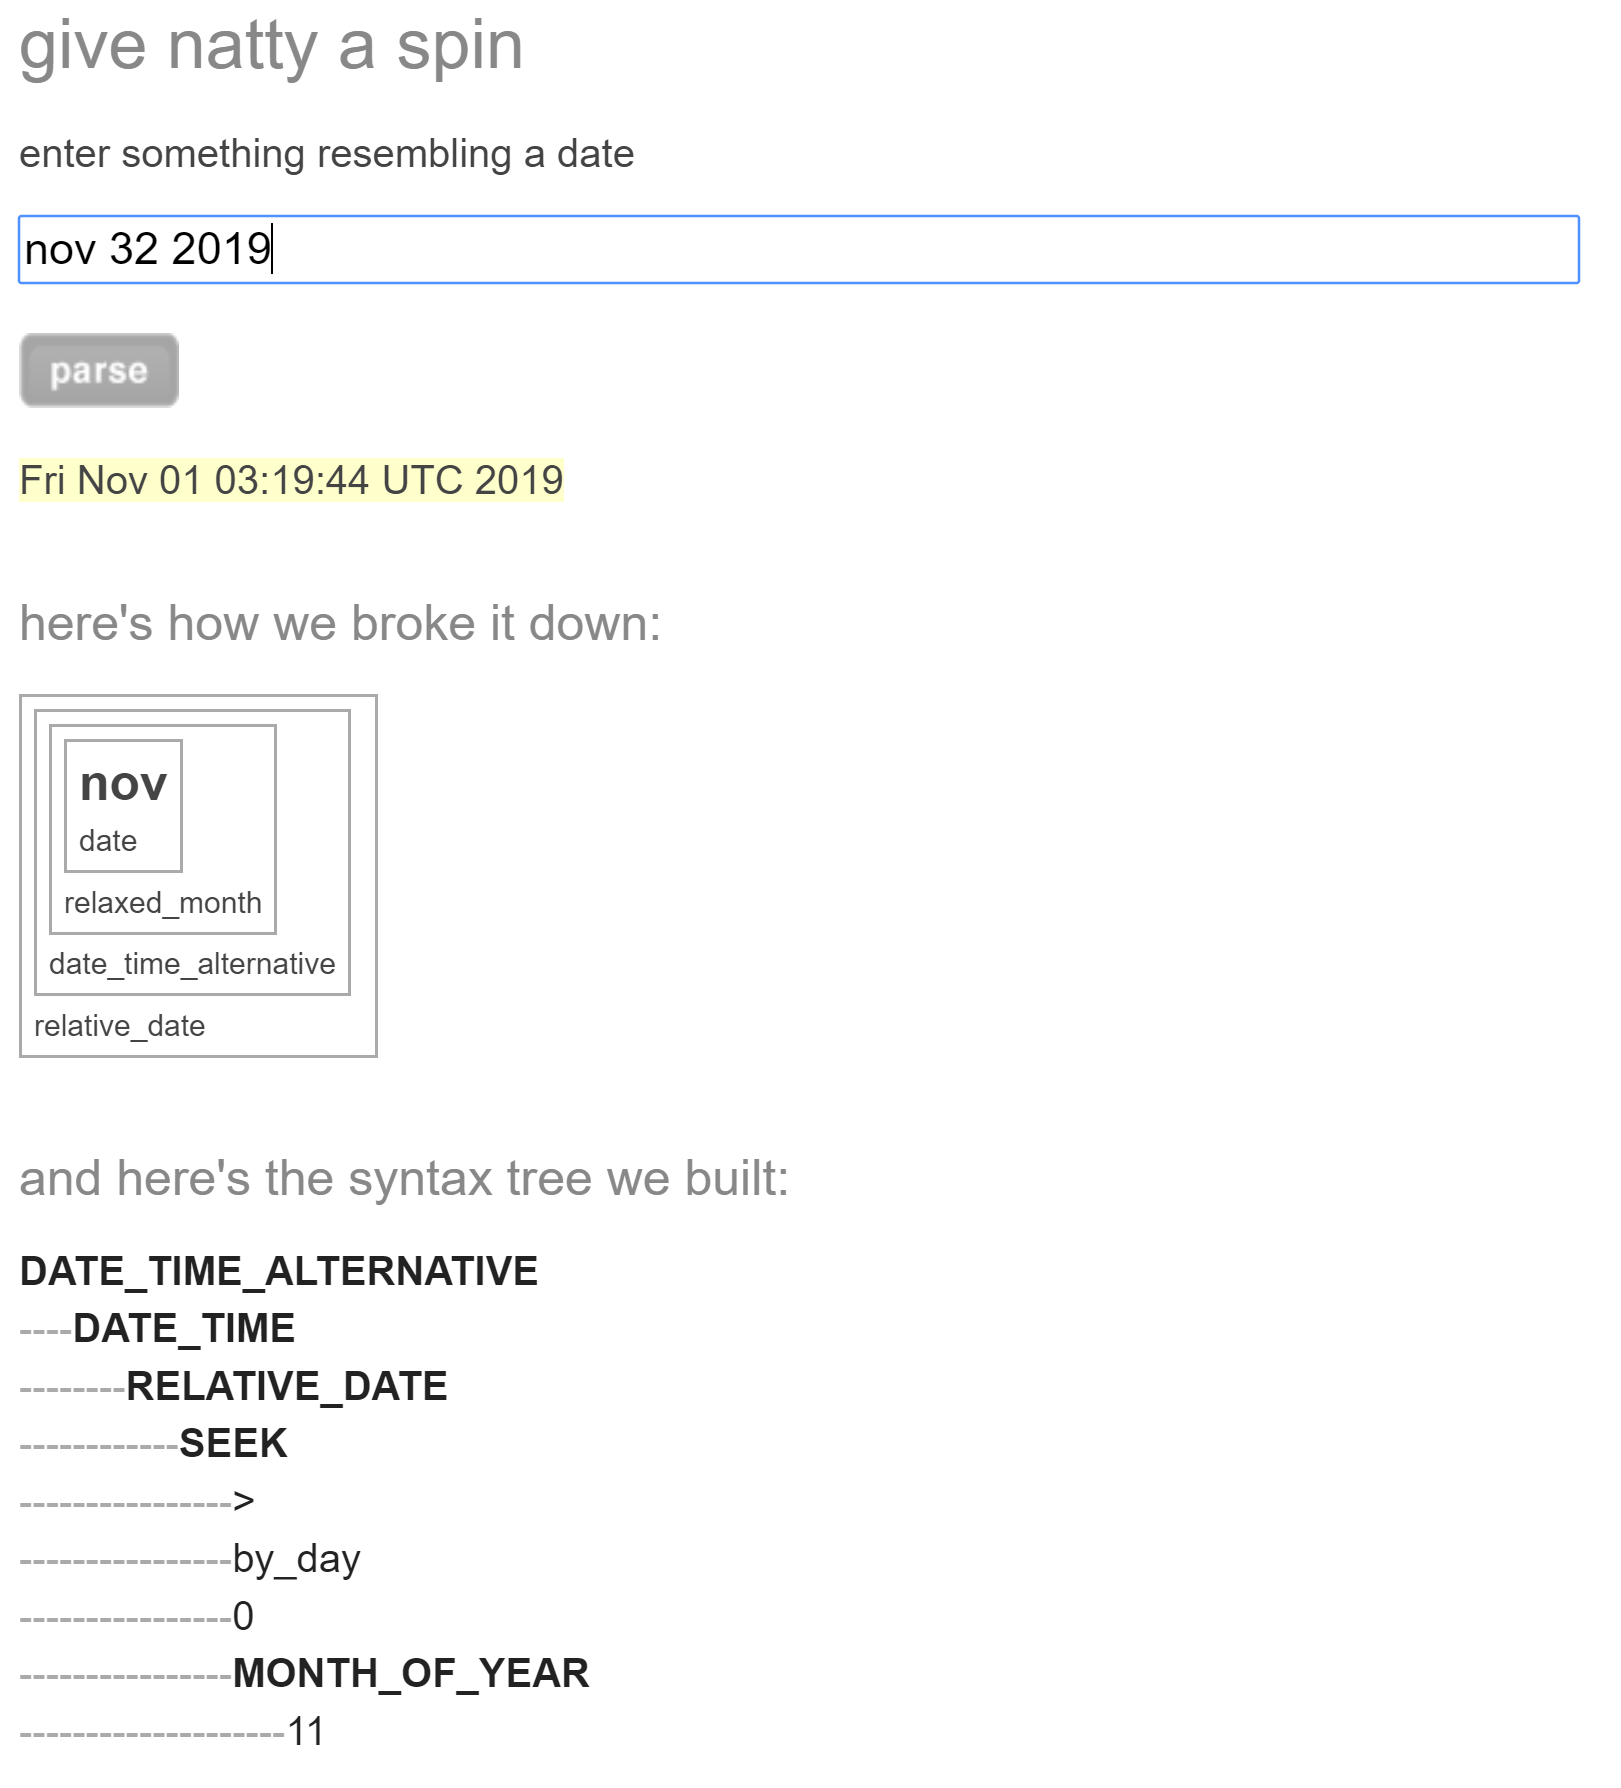 give natty a spin
enter something resembling a date
nov 32 2019
parse
Fri Nov 01 03:19:44 UTC 2019
here's how we broke it down:
nov
date
relaxed_month
date_time_alternative
relative_date
and here's the syntax tree we built:
DATE_TIME_ALTERNATIVE
----DATE_TIME
--------RELATIVE_DATE
------------SEEK
---------------->
----------------by_day
----------------0
----------------MONTH_OF_YEAR
--------------------11